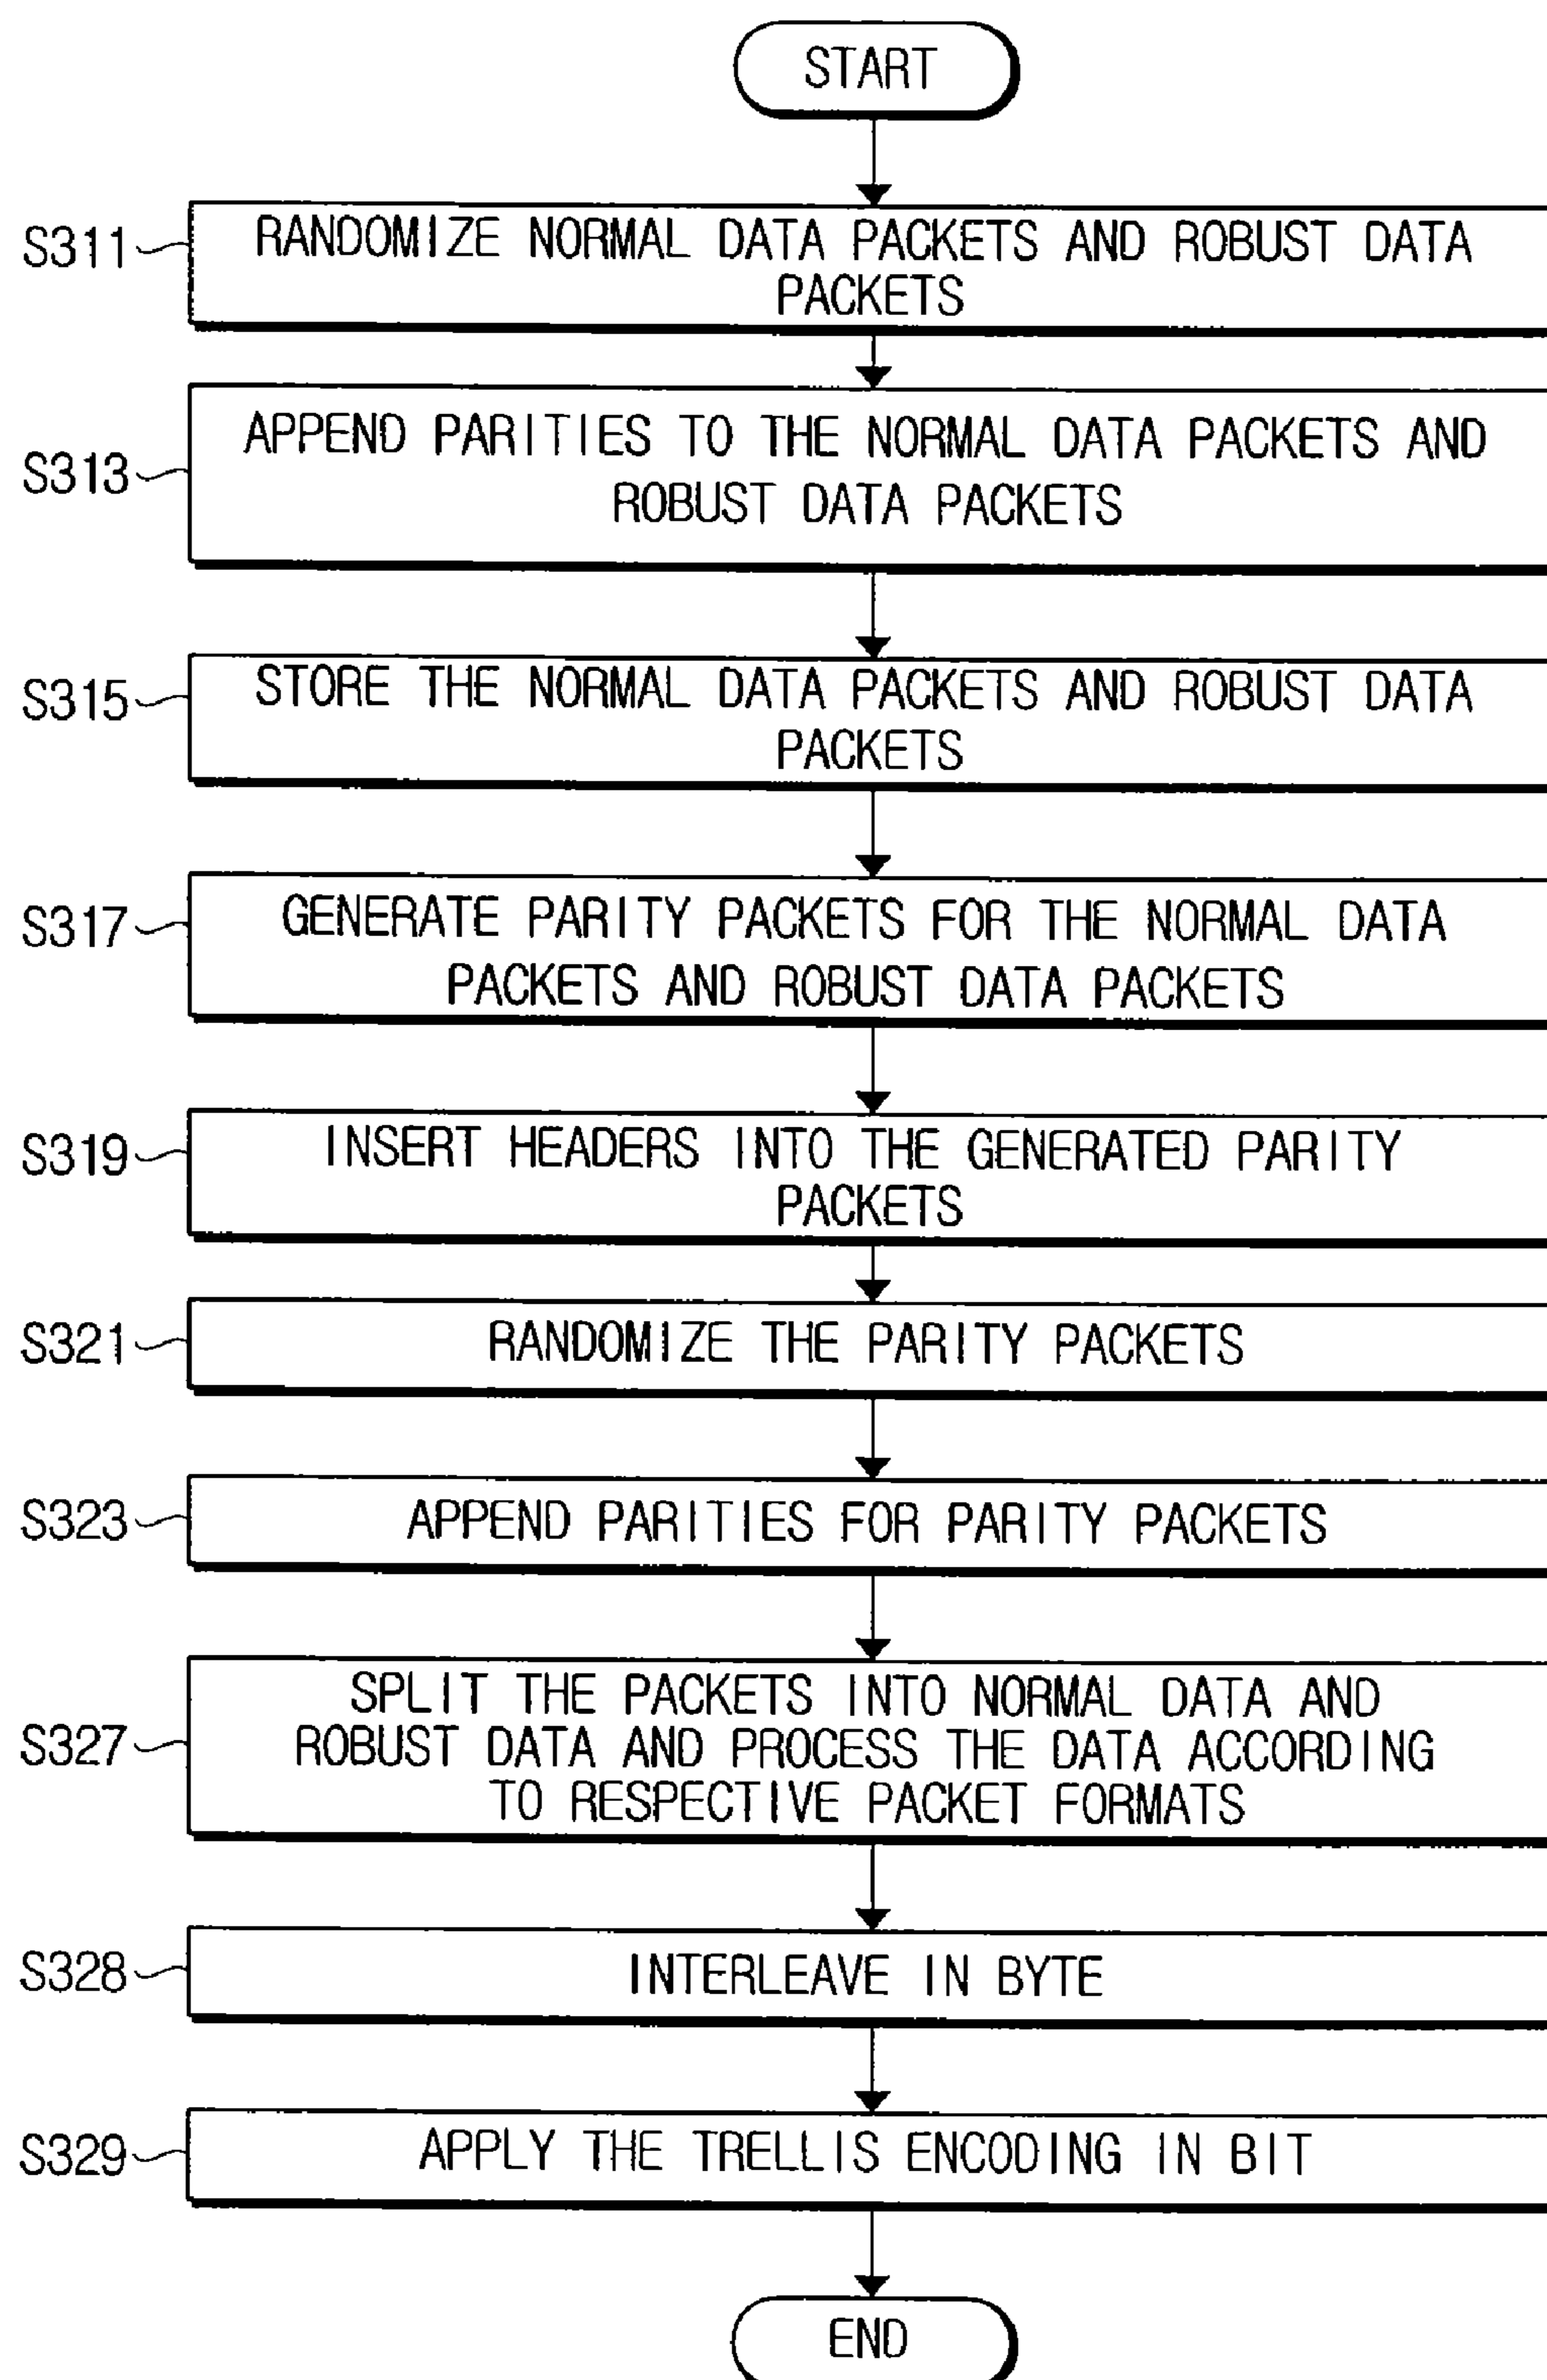 START
S311
RANDOMIZE NORMAL DATA PACKETS AND ROBUST DATA
PACKETS
S313
APPEND PARITIES TO THE NORMAL DATA PACKETS AND
ROBUST DATA PACKETS
S315
STORE THE NORMAL DATA PACKETS AND ROBUST DATA
PACKETS
S317
GENERATE PARITY PACKETS FOR THE NORMAL DATA
PACKETS AND ROBUST DATA PACKETS
S319
INSERT HEADERS INTO THE GENERATED PARITY
PACKETS
S321
RANDOMIZE THE PARITY PACKETS
S323
APPEND PARITIES FOR PARITY PACKETS
S327
SPLIT THE PACKETS INTO NORMAL DATA AND
ROBUST DATA AND PROCESS THE DATA ACCORDING
TO RESPECTIVE PACKET FORMATS
S328
INTERLEAVE IN BYTE
S329
APPLY THE TRELLIS ENCODING IN BIT
END